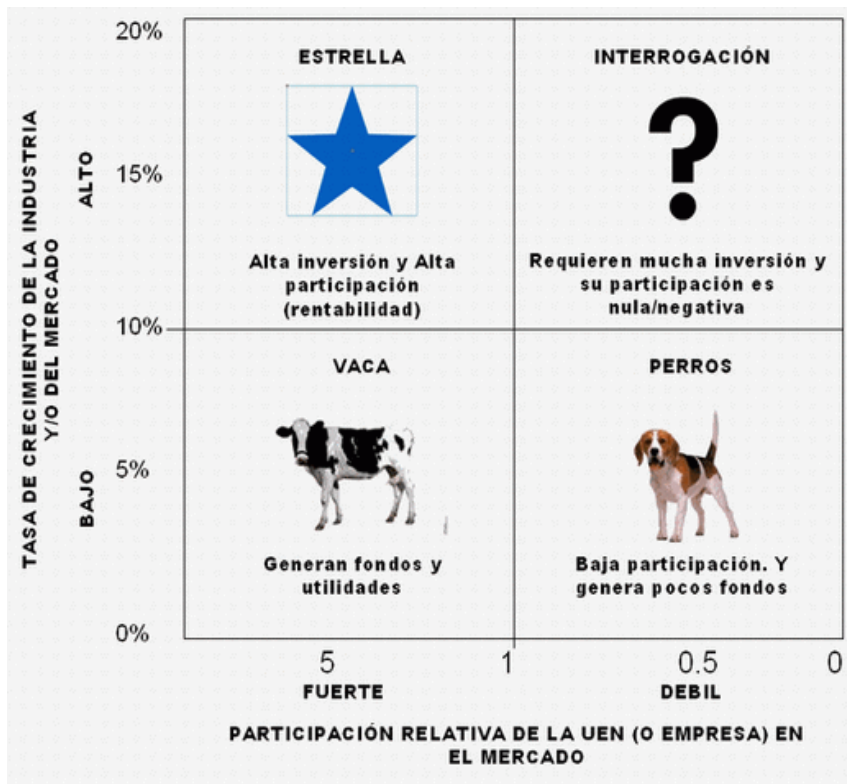 20%
ESTRELLA
INTERROGACIÓN
?
TASA DE CRECIMIENTO DE LA INDUSTRIA
Y/O DEL MERCADO
ALTO
15%
Alta inversión y Alta
participación
(rentabilidad)
Requieren mucha inversión y
su participación es
nula/negativa
10%
VACA
PERROS
BAJO
5%
Generan fondos y
utilidades
Baja participación. Y
genera pocos fondos
0%
5
1
0.5
0
FUERTE
DEBIL
PARTICIPACIÓN RELATIVA DE LA UEN (O EMPRESA) EN
EL MERCADO